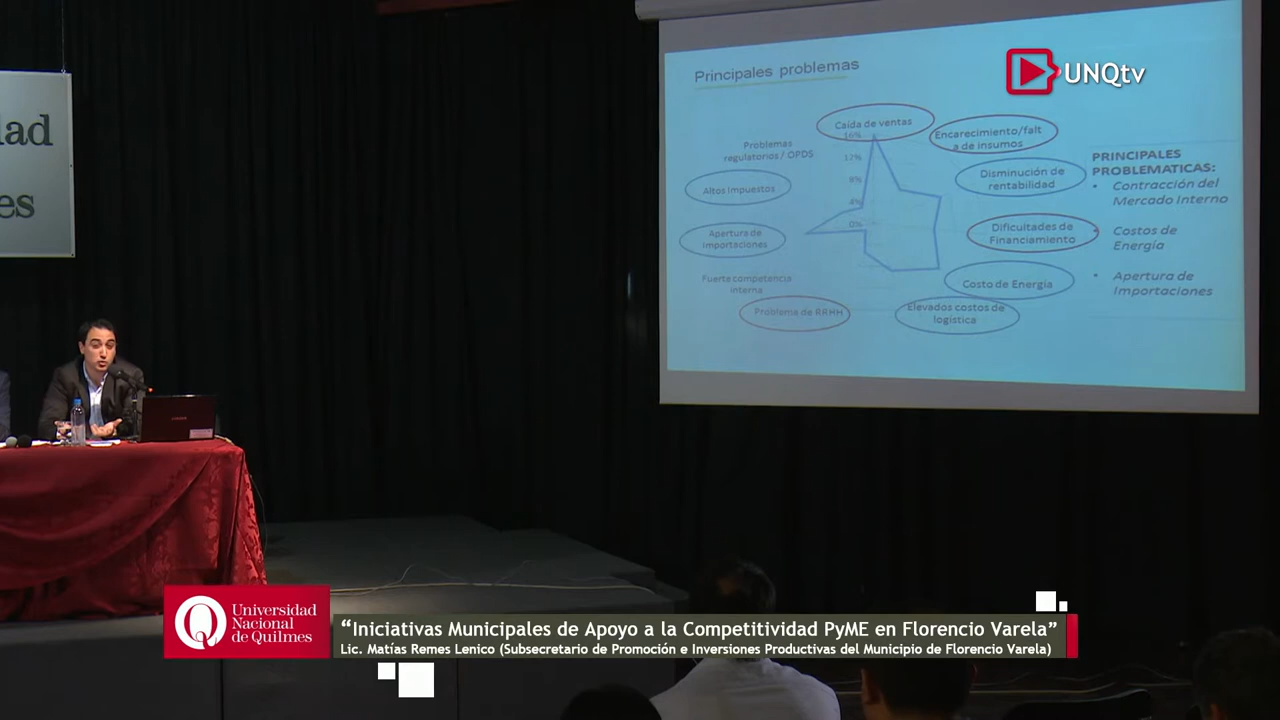 dad
es
UNQtv
Principales problemas
Caída de ventas
Encarecimiento/falt
a de insumos
Disminución de
rentabilidad
Dificultades de
Financiamiento
Costo de Energía
Elevados costos de
logística
Problema de RRHH
Fuerte competencia
interna
Apertura de
importaciones
Altos Impuestos
Problemas
regulatorios / OPDS
16%
12%
8%
4%
0%
PRINCIPALES
PROBLEMATICAS:
• Contracción del
Mercado Interno
• Costos de
Energía
• Apertura de
Importaciones
Universidad
Nacional
de Quilmes
“Iniciativas Municipales de Apoyo a la Competitividad PyME en Florencio Varela”
Lic. Matías Remes Lenico (Subsecretario de Promoción e Inversiones Productivas del Municipio de Florencio Varela)